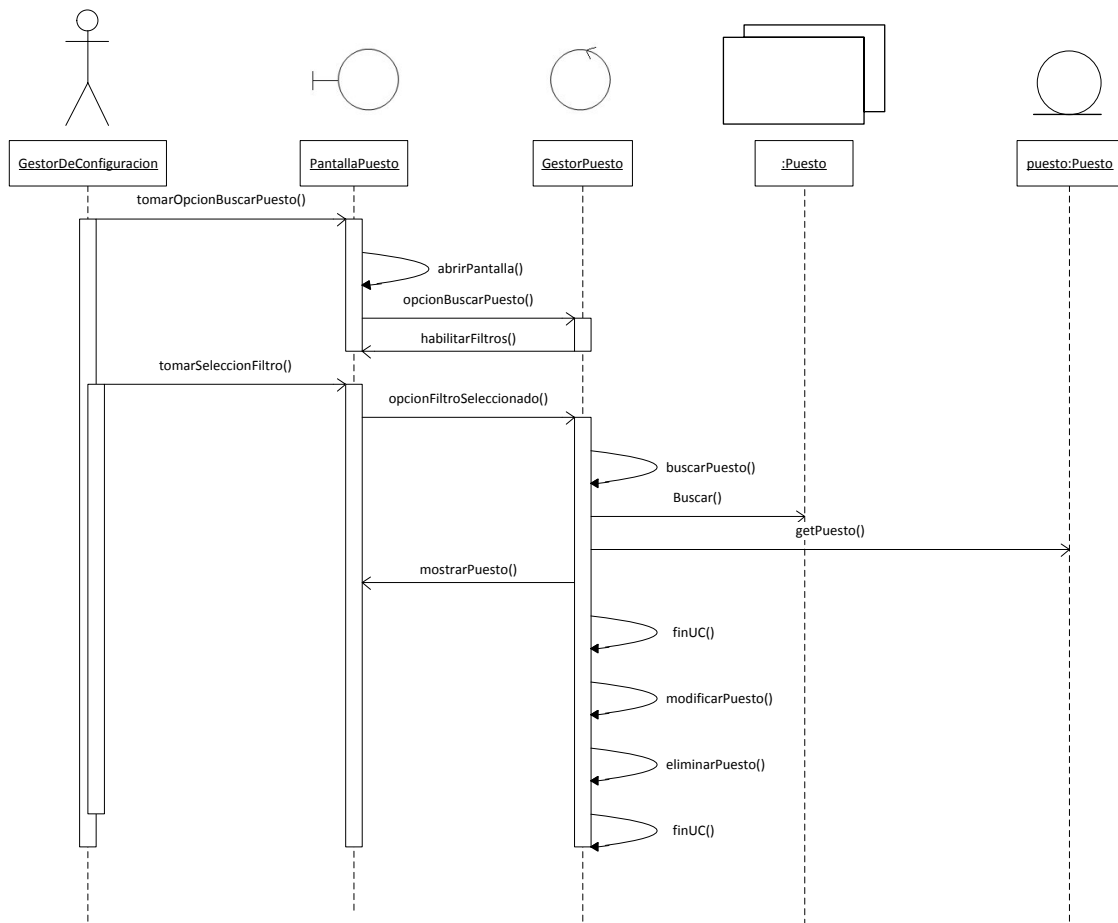 GestorDeConfiguracion
PantallaPuesto
GestorPuesto
:Puesto
puesto:Puesto
tomarOpcionBuscarPuesto()
abrirPantalla()
opcionBuscarPuesto()
habilitarFiltros()
tomarSeleccionFiltro()
opcionFiltroSeleccionado()
buscarPuesto()
Buscar()
getPuesto()
mostrarPuesto()
finUC()
modificarPuesto()
eliminarPuesto()
finUC()